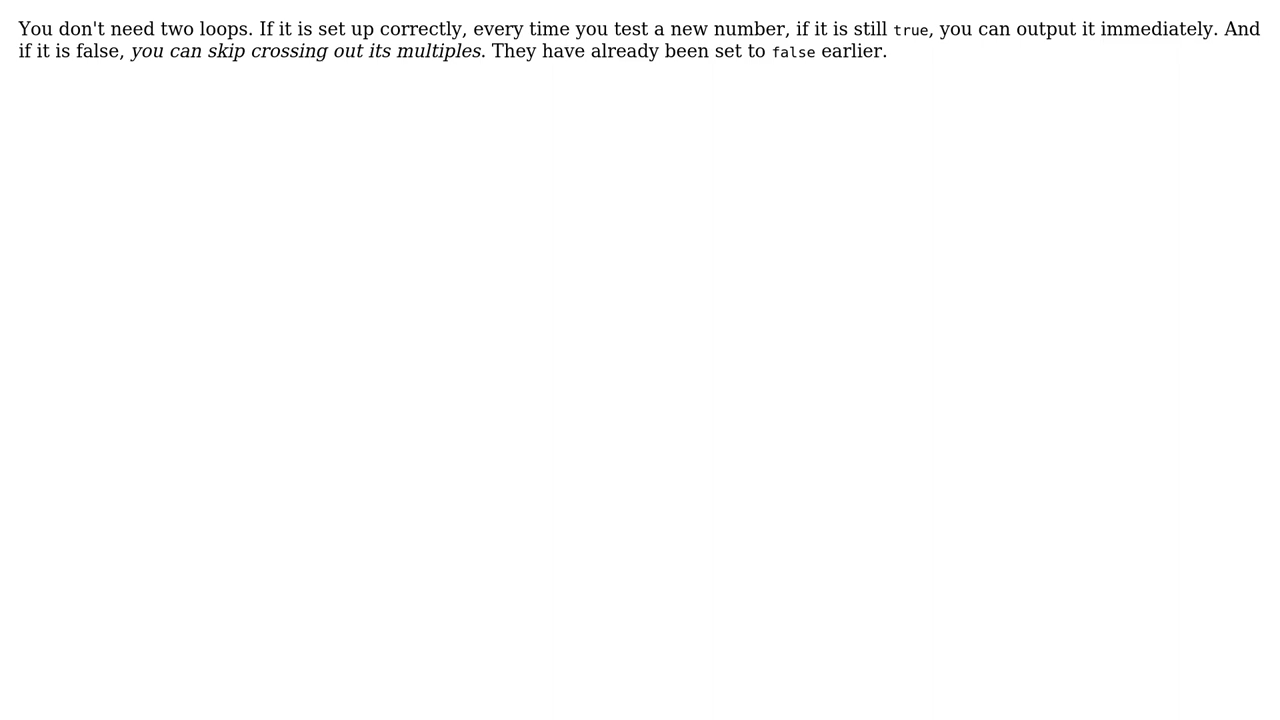 You don't need two loops. If it is set up correctly, every time you test a new number, if it is still true, you can output it immediately. And
if it is false, you can skip crossing out its multiples. They have already been set to false earlier.